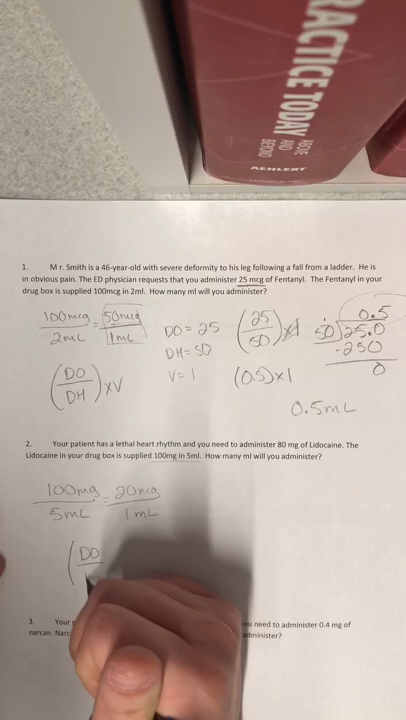 PRACTICE TODAY
ABOVE
AND
BEYOND
AEHLERT
1. M r. Smith is a 46-year-old with severe deformity to his leg following a fall from a ladder. He is
in obvious pain. The ED physician requests that you administer 25 mcg of Fentanyl. The Fentanyl in your
drug box is supplied 100mcg in 2ml. How many ml will you administer?
100mcg/2mL = 50mcg/1mL
(DO/DH) xV
DO = 25
DH = 50
V = 1
(25/50) x1
(0.5) x 1
0.5
50 25.0
-250
0
0.5mL
2. Your patient has a lethal heart rhythm and you need to administer 80 mg of Lidocaine. The
Lidocaine in your drug box is supplied 100mg in 5ml. How many ml will you administer?
100mg/5mL = 20mg/1mL
(DO
3. Your you need to administer 0.4 mg of
narcan. Narc administer?